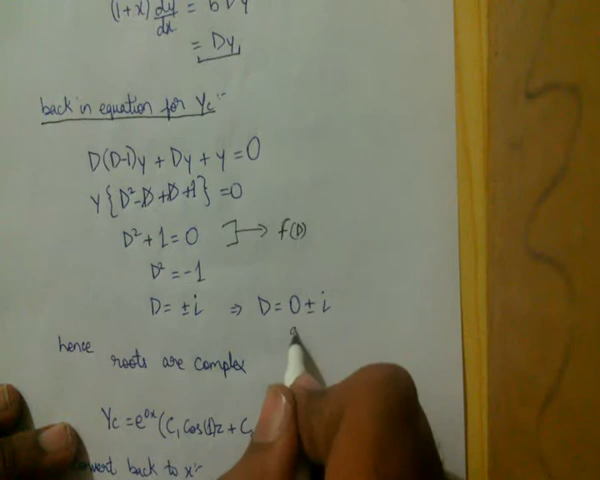 (1+x) dy/dx = b D y
= Dy
back in equation for Yc :-
D(D-1)y + Dy + y = 0
y{D²-D+D+1} = 0
D²+1=0 ] → f(D)
D² = -1
D = ±i ⇒ D = 0 ± i
hence
roots are complex
Yc = e^0x (C₁ Cos(1)z + C
back to x:-